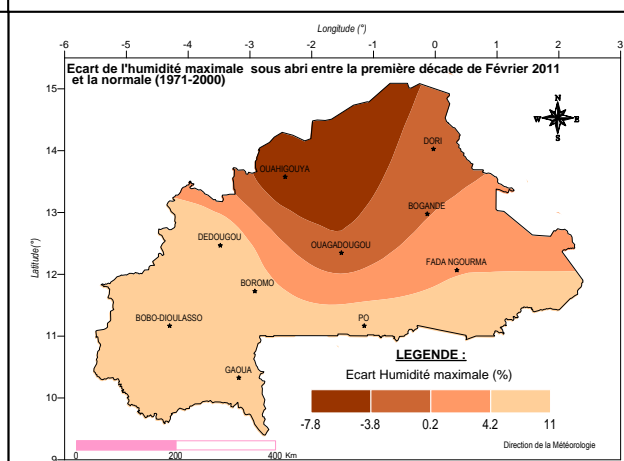 Longitude (°)
-6 -5 -4 -3 -2 -1 0 1 2 3
Ecart de l'humidité maximale sous abri entre la première décade de Février 2011
et la normale (1971-2000)
15
N
W E
S
14
DORI
OUAHIGOUYA
13
BOGANDE
DEDOUGOU
OUAGADOUGOU
Latitude(°)
FADA NGOURMA
12
BOROMO
BOBO-DIOULASSO
PO
11
LEGENDE :
GAOUA
Ecart Humidité maximale (%)
10
-7.8 -3.8 0.2 4.2 11
Direction de la Météorologie
0 200 400 Km
9